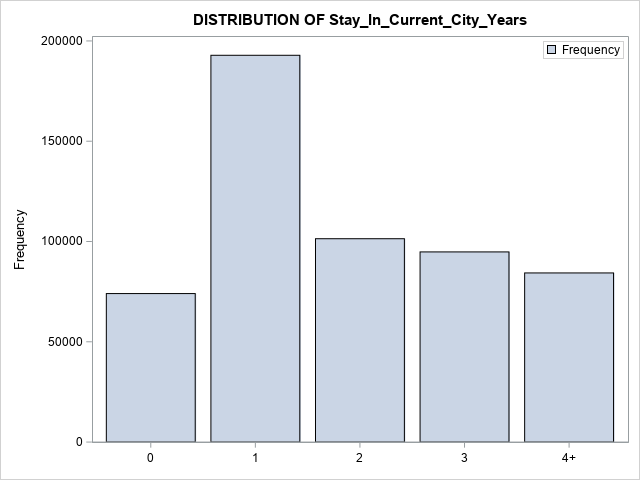 DISTRIBUTION OF Stay_In_Current_City_Years
Frequency
200000
150000
100000
50000
0
Frequency
0 1 2 3 4+